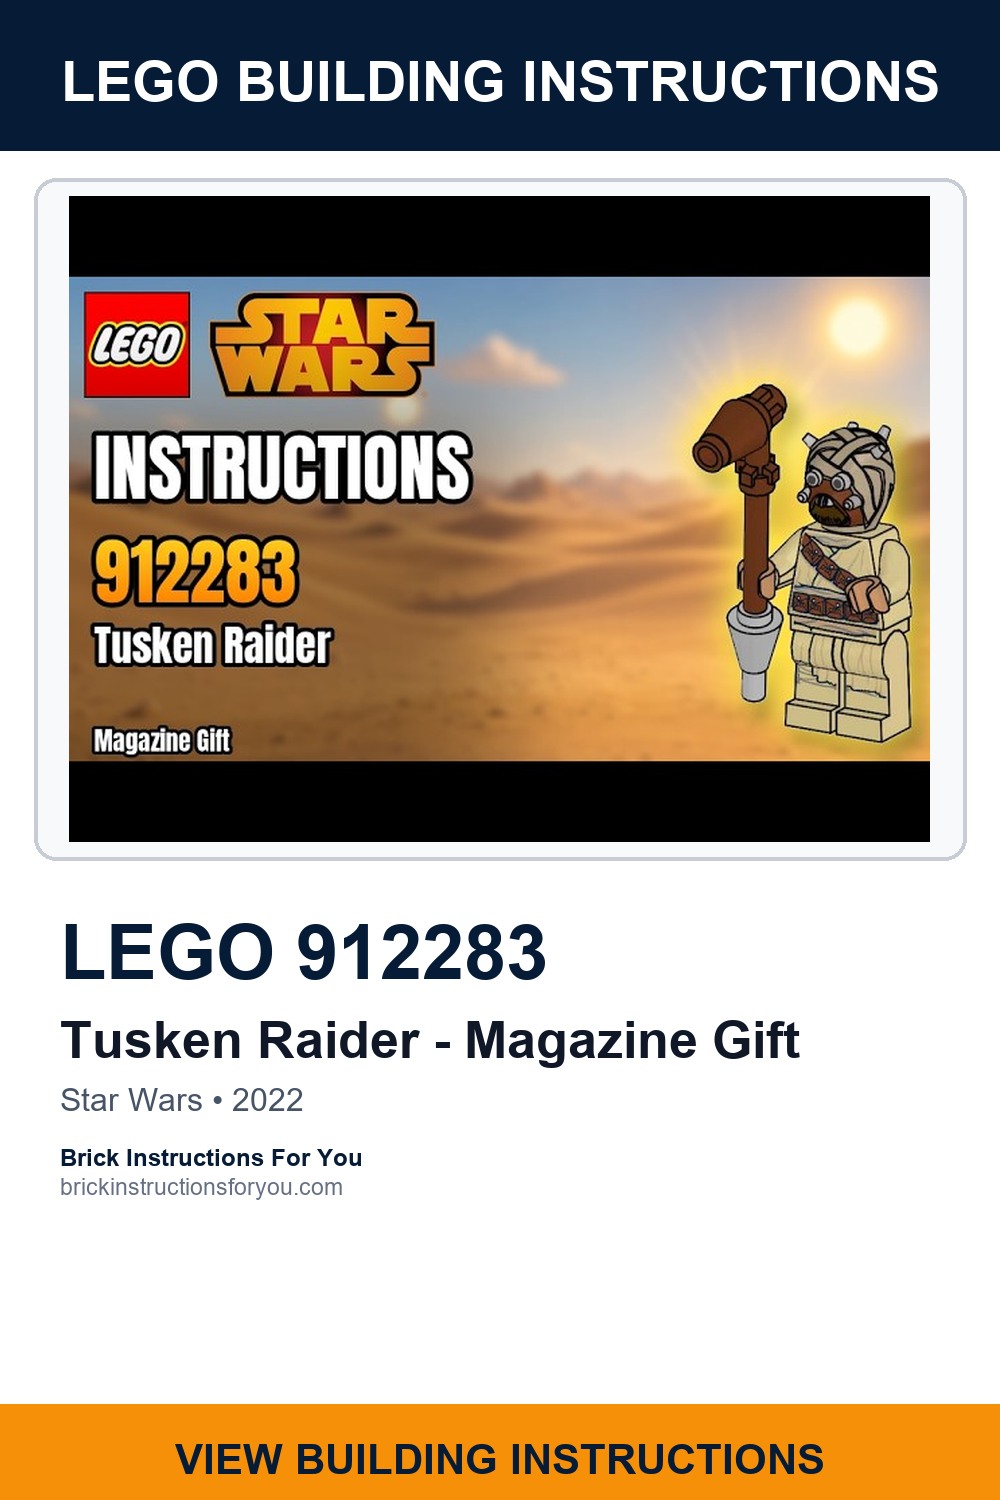 LEGO BUILDING INSTRUCTIONS
LEGO
STAR
WARS
INSTRUCTIONS
912283
Tusken Raider
Magazine Gift
LEGO 912283
Tusken Raider - Magazine Gift
Star Wars • 2022
Brick Instructions For You
brickinstructionsforyou.com
VIEW BUILDING INSTRUCTIONS